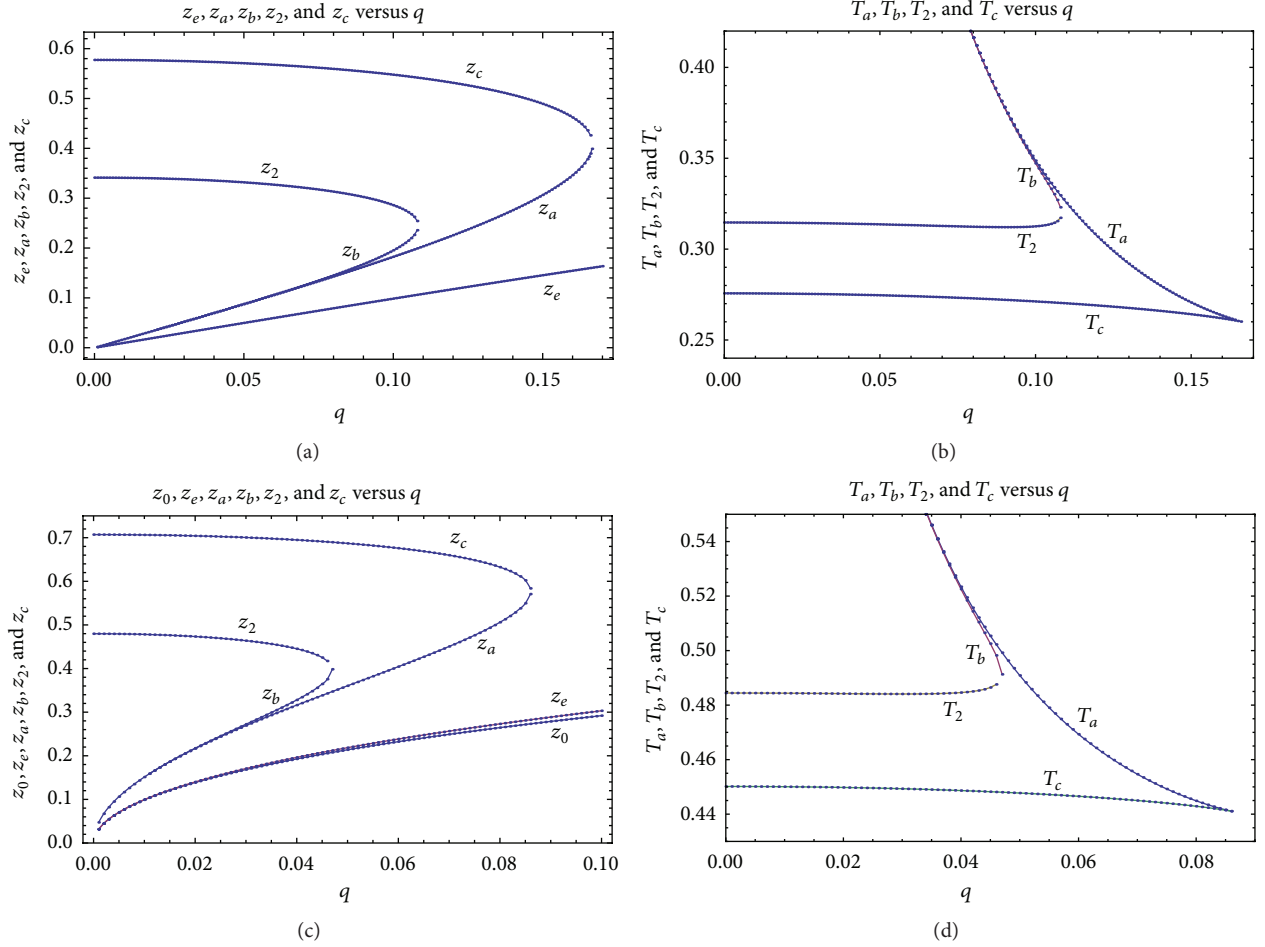 z_e, z_a, z_b, z_2, and z_c versus q
z_e, z_a, z_b, z_2, and z_c
0.6
0.5
0.4
0.3
0.2
0.1
0.0
z_c
z_2
z_a
z_b
z_e
0.00 0.05 0.10 0.15
q
(a)
T_a, T_b, T_2, and T_c versus q
T_a, T_b, T_2, and T_c
0.40
0.35
0.30
0.25
T_b
T_a
T_2
T_c
0.00 0.05 0.10 0.15
q
(b)
z_0, z_e, z_a, z_b, z_2, and z_c versus q
z_0, z_e, z_a, z_b, z_2, and z_c
0.7
0.6
0.5
0.4
0.3
0.2
0.1
0.0
z_c
z_2
z_a
z_b
z_e
z_0
0.00 0.02 0.04 0.06 0.08 0.10
q
(c)
T_a, T_b, T_2, and T_c versus q
T_a, T_b, T_2, and T_c
0.54
0.52
0.50
0.48
0.46
0.44
T_b
T_2
T_a
T_c
0.00 0.02 0.04 0.06 0.08
q
(d)